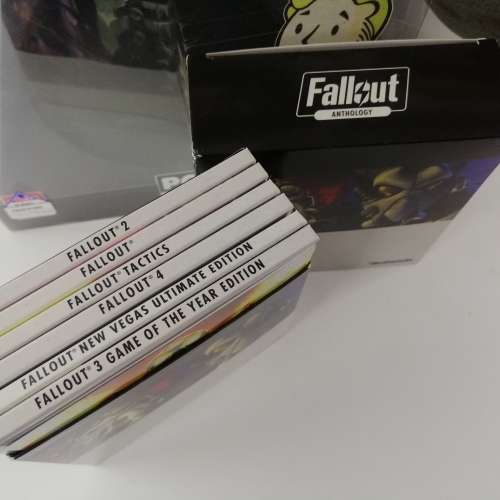 Fallout
ANTHOLOGY
FALLOUT® 2
FALLOUT®
FALLOUT® TACTICS
FALLOUT® 4
FALLOUT® NEW VEGAS ULTIMATE EDITION
FALLOUT® 3 GAME OF THE YEAR EDITION